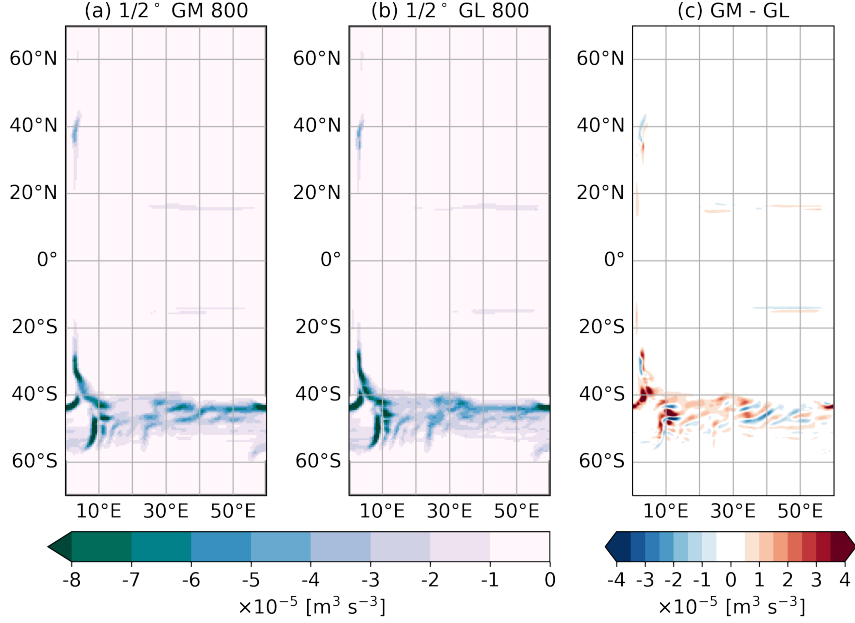 (a) 1/2° GM 800 (b) 1/2° GL 800 (c) GM - GL
60°N 60°N 60°N
40°N 40°N 40°N
20°N 20°N 20°N
0° 0° 0°
20°S 20°S 20°S
40°S 40°S 40°S
60°S 60°S 60°S
10°E 30°E 50°E 10°E 30°E 50°E 10°E 30°E 50°E
-8 -7 -6 -5 -4 -3 -2 -1 0 -4 -3 -2 -1 0 1 2 3 4
×10⁻⁵ [m³ s⁻³] ×10⁻⁵ [m³ s⁻³]